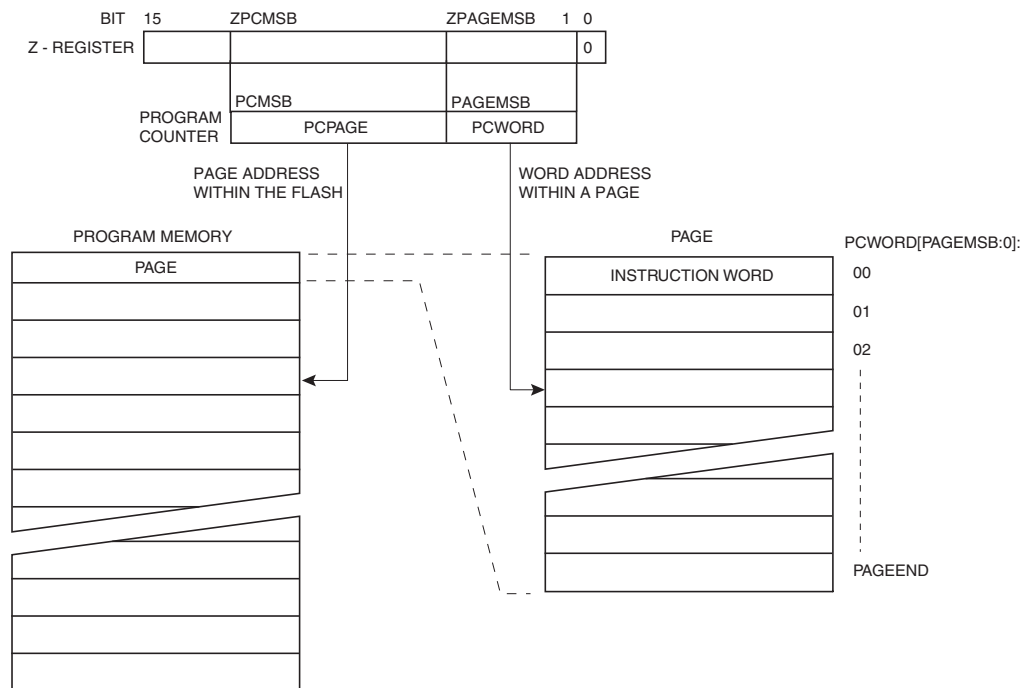 BIT 15 ZPCMSB ZPAGEMSB 1 0
Z - REGISTER 0
PCMSB PAGEMSB
PROGRAM
COUNTER
PCPAGE PCWORD
PAGE ADDRESS
WITHIN THE FLASH
WORD ADDRESS
WITHIN A PAGE
PROGRAM MEMORY
PAGE
PAGE
INSTRUCTION WORD
PCWORD[PAGEMSB:0]:
00
01
02
PAGEEND